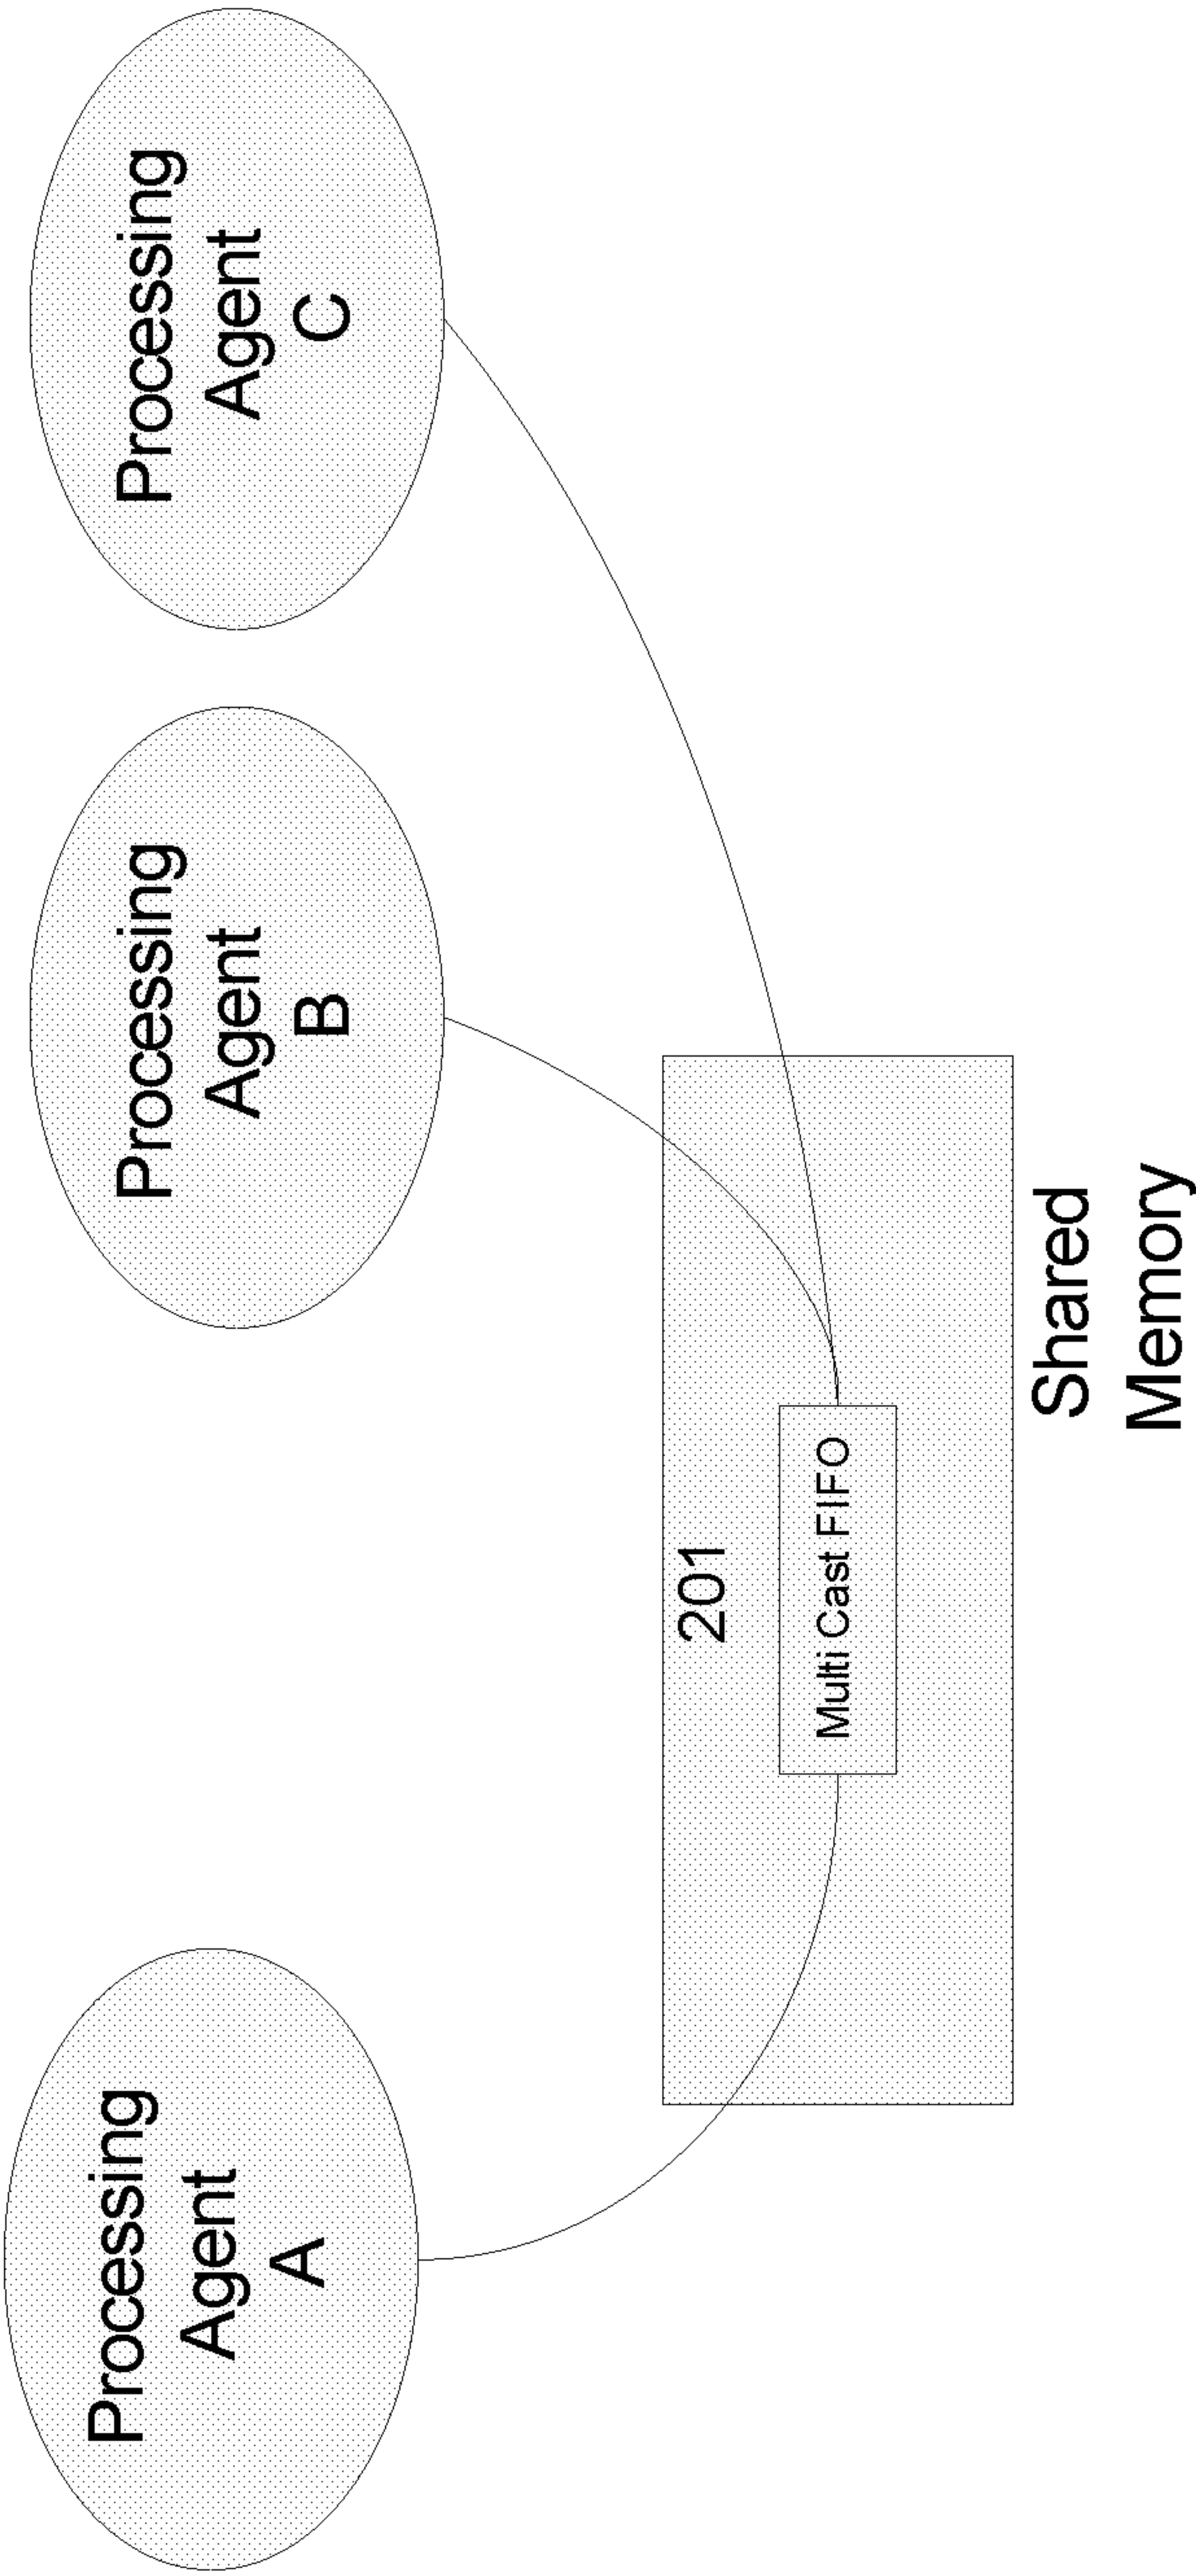 Processing
Agent
A
Processing
Agent
B
Processing
Agent
C
201
Multi Cast FIFO
Shared
Memory